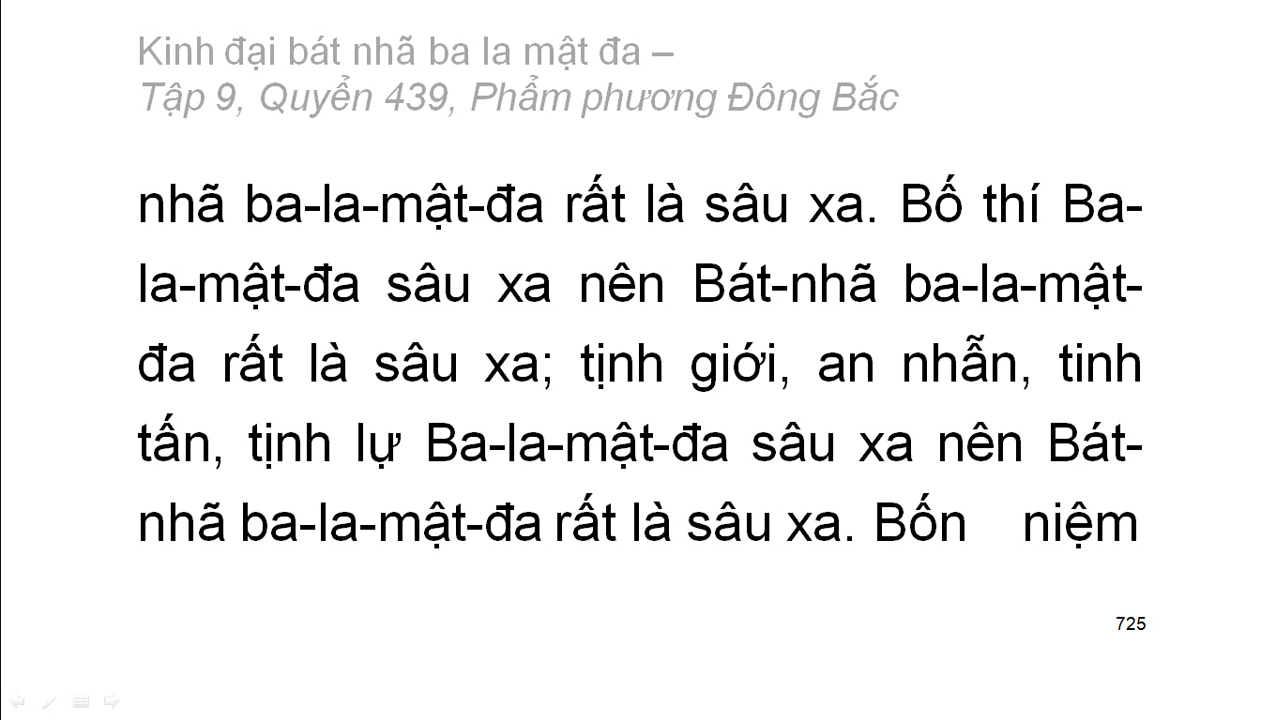 Kinh đại bát nhã ba la mật đa –
Tập 9, Quyển 439, Phẩm phương Đông Bắc
nhã ba-la-mật-đa rất là sâu xa. Bố thí Ba-
la-mật-đa sâu xa nên Bát-nhã ba-la-mật-
đa rất là sâu xa; tịnh giới, an nhẫn, tinh
tấn, tịnh lự Ba-la-mật-đa sâu xa nên Bát-
nhã ba-la-mật-đa rất là sâu xa. Bốn niệm
725